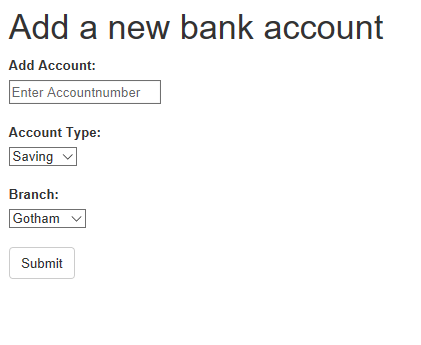 Add a new bank account
Add Account:
Enter Accountnumber
Account Type:
Saving
Branch:
Gotham
Submit